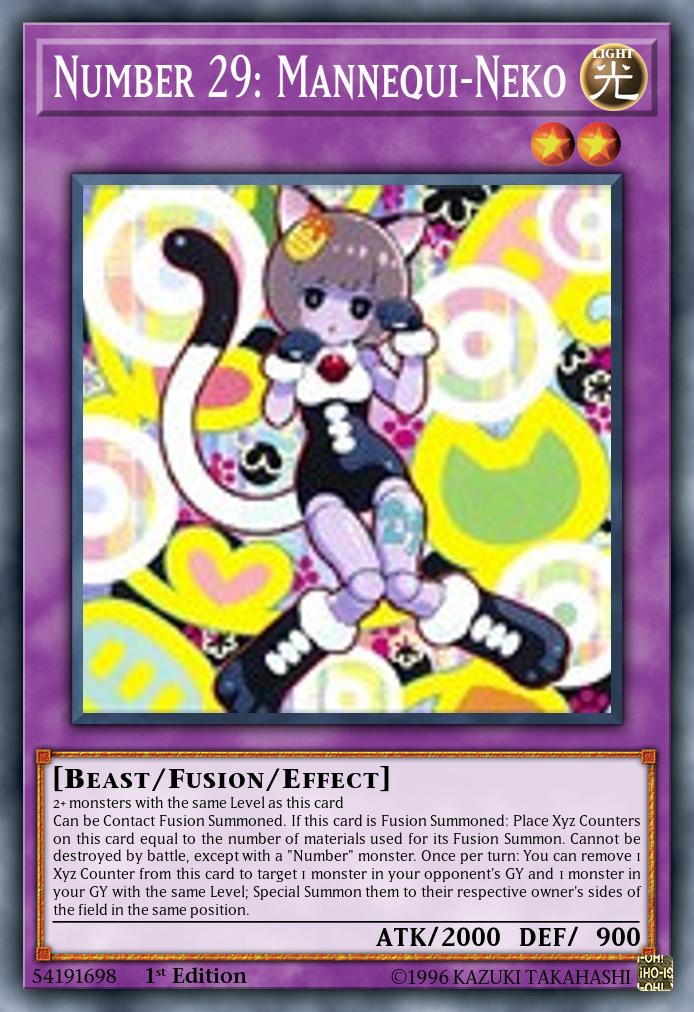 NUMBER 29: MANNEQUI-NEKO
LIGHT
光
[BEAST/FUSION/EFFECT]
2+ monsters with the same Level as this card
Can be Contact Fusion Summoned. If this card is Fusion Summoned: Place Xyz Counters
on this card equal to the number of materials used for its Fusion Summon. Cannot be
destroyed by battle, except with a "Number" monster. Once per turn: You can remove 1
Xyz Counter from this card to target 1 monster in your opponent's GY and 1 monster in
your GY with the same Level; Special Summon them to their respective owner's sides of
the field in the same position.
ATK/2000 DEF/ 900
54191698 1st Edition ©1996 KAZUKI TAKAHASHI